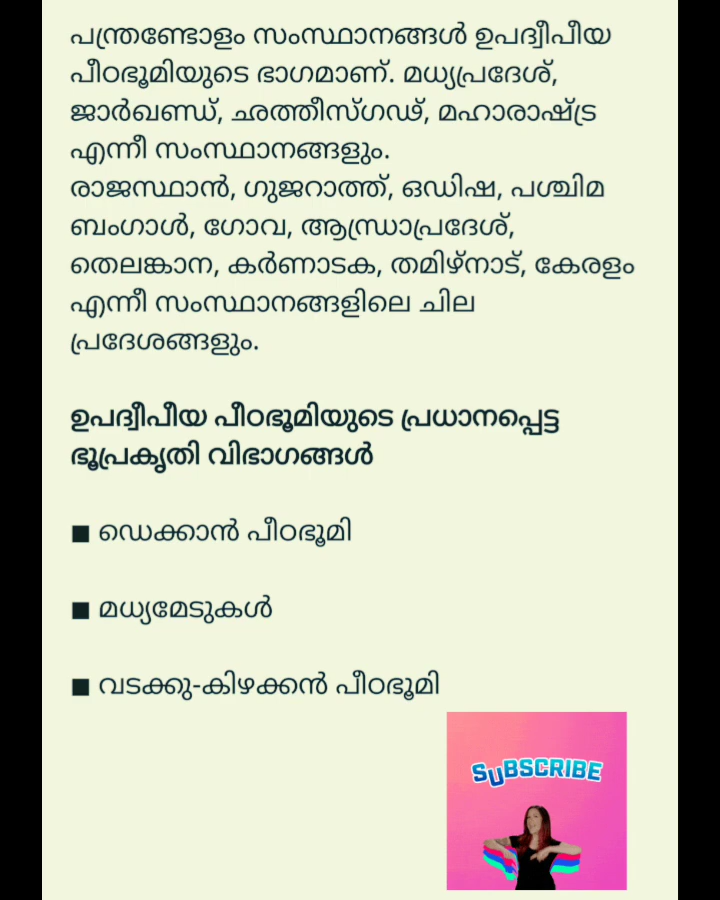 പന്ത്രണ്ടോളം സംസ്ഥാനങ്ങൾ ഉപദ്വീപീയ
പീഠഭൂമിയുടെ ഭാഗമാണ്. മധ്യപ്രദേശ്,
ജാർഖണ്ഡ്, ഛത്തീസ്ഗഢ്, മഹാരാഷ്ട്ര
എന്നീ സംസ്ഥാനങ്ങളും.
രാജസ്ഥാൻ, ഗുജറാത്ത്, ഒഡിഷ, പശ്ചിമ
ബംഗാൾ, ഗോവ, ആന്ധ്രാപ്രദേശ്,
തെലങ്കാന, കർണാടക, തമിഴ്നാട്, കേരളം
എന്നീ സംസ്ഥാനങ്ങളിലെ ചില
പ്രദേശങ്ങളും.
ഉപദ്വീപീയ പീഠഭൂമിയുടെ പ്രധാനപ്പെട്ട
ഭൂപ്രകൃതി വിഭാഗങ്ങൾ
■ ഡെക്കാൻ പീഠഭൂമി
■ മധ്യമേടുകൾ
■ വടക്കു-കിഴക്കൻ പീഠഭൂമി
SUBSCRIBE